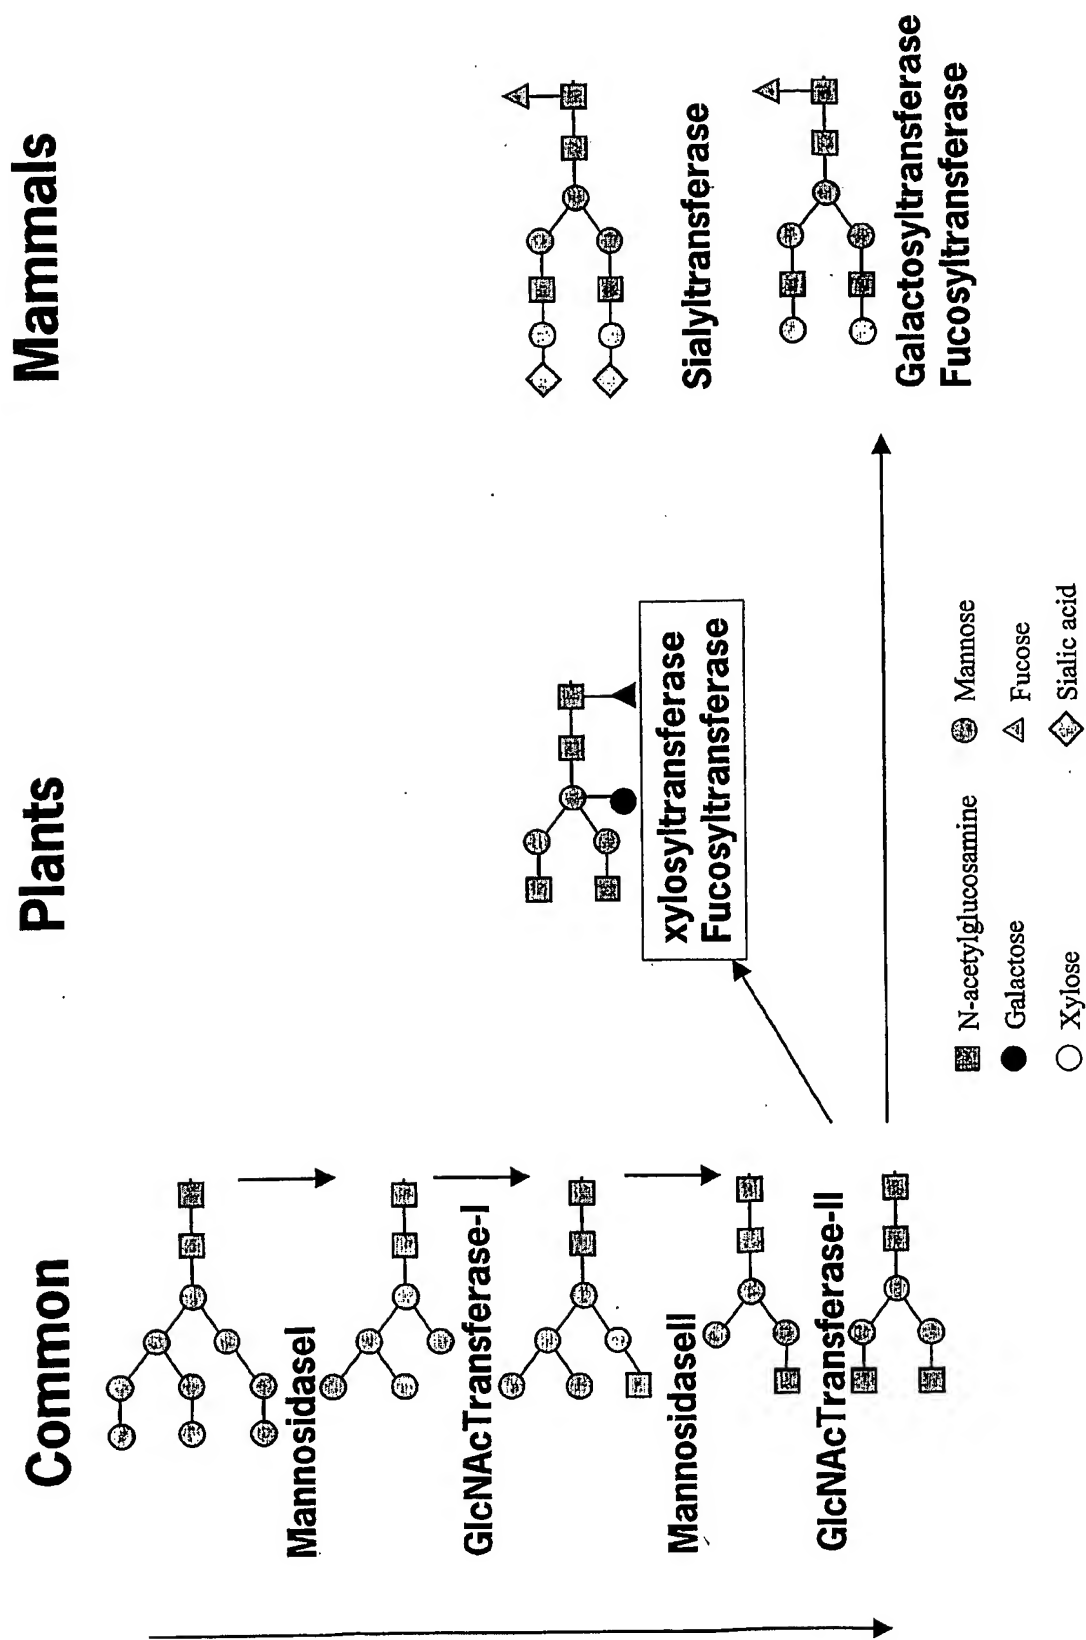 Common
Plants
Mammals
MannosidaseI
GlcNAcTransferase-I
MannosidaseII
GlcNAcTransferase-II
xylosyltransferase
Fucosyltransferase
Sialyltransferase
Galactosyltransferase
Fucosyltransferase
N-acetylglucosamine
Mannose
Galactose
Fucose
Xylose
Sialic acid